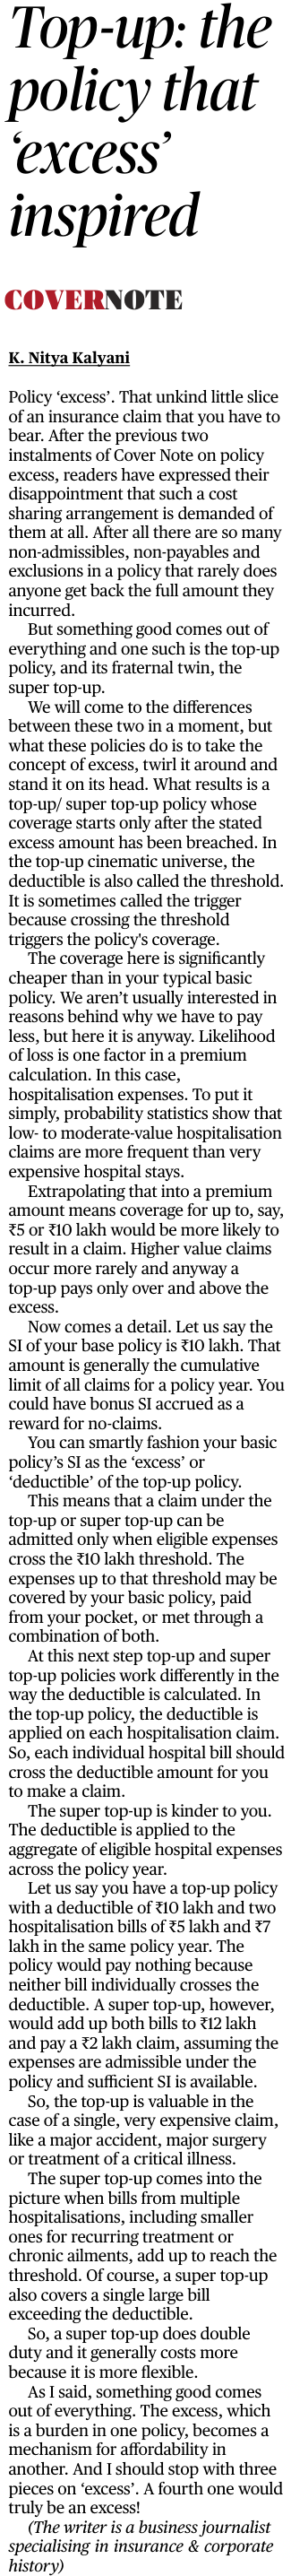 Top-up: the
policy that
‘excess’
inspired
COVERNOTE
K. Nitya Kalyani
Policy ‘excess’. That unkind little slice
of an insurance claim that you have to
bear. After the previous two
instalments of Cover Note on policy
excess, readers have expressed their
disappointment that such a cost
sharing arrangement is demanded of
them at all. After all there are so many
non-admissibles, non-payables and
exclusions in a policy that rarely does
anyone get back the full amount they
incurred.
But something good comes out of
everything and one such is the top-up
policy, and its fraternal twin, the
super top-up.
We will come to the differences
between these two in a moment, but
what these policies do is to take the
concept of excess, twirl it around and
stand it on its head. What results is a
top-up/ super top-up policy whose
coverage starts only after the stated
excess amount has been breached. In
the top-up cinematic universe, the
deductible is also called the threshold.
It is sometimes called the trigger
because crossing the threshold
triggers the policy's coverage.
The coverage here is significantly
cheaper than in your typical basic
policy. We aren’t usually interested in
reasons behind why we have to pay
less, but here it is anyway. Likelihood
of loss is one factor in a premium
calculation. In this case,
hospitalisation expenses. To put it
simply, probability statistics show that
low- to moderate-value hospitalisation
claims are more frequent than very
expensive hospital stays.
Extrapolating that into a premium
amount means coverage for up to, say,
₹5 or ₹10 lakh would be more likely to
result in a claim. Higher value claims
occur more rarely and anyway a
top-up pays only over and above the
excess.
Now comes a detail. Let us say the
SI of your base policy is ₹10 lakh. That
amount is generally the cumulative
limit of all claims for a policy year. You
could have bonus SI accrued as a
reward for no-claims.
You can smartly fashion your basic
policy’s SI as the ‘excess’ or
‘deductible’ of the top-up policy.
This means that a claim under the
top-up or super top-up can be
admitted only when eligible expenses
cross the ₹10 lakh threshold. The
expenses up to that threshold may be
covered by your basic policy, paid
from your pocket, or met through a
combination of both.
At this next step top-up and super
top-up policies work differently in the
way the deductible is calculated. In
the top-up policy, the deductible is
applied on each hospitalisation claim.
So, each individual hospital bill should
cross the deductible amount for you
to make a claim.
The super top-up is kinder to you.
The deductible is applied to the
aggregate of eligible hospital expenses
across the policy year.
Let us say you have a top-up policy
with a deductible of ₹10 lakh and two
hospitalisation bills of ₹5 lakh and ₹7
lakh in the same policy year. The
policy would pay nothing because
neither bill individually crosses the
deductible. A super top-up, however,
would add up both bills to ₹12 lakh
and pay a ₹2 lakh claim, assuming the
expenses are admissible under the
policy and sufficient SI is available.
So, the top-up is valuable in the
case of a single, very expensive claim,
like a major accident, major surgery
or treatment of a critical illness.
The super top-up comes into the
picture when bills from multiple
hospitalisations, including smaller
ones for recurring treatment or
chronic ailments, add up to reach the
threshold. Of course, a super top-up
also covers a single large bill
exceeding the deductible.
So, a super top-up does double
duty and it generally costs more
because it is more flexible.
As I said, something good comes
out of everything. The excess, which
is a burden in one policy, becomes a
mechanism for affordability in
another. And I should stop with three
pieces on ‘excess’. A fourth one would
truly be an excess!
(The writer is a business journalist
specialising in insurance & corporate
history)